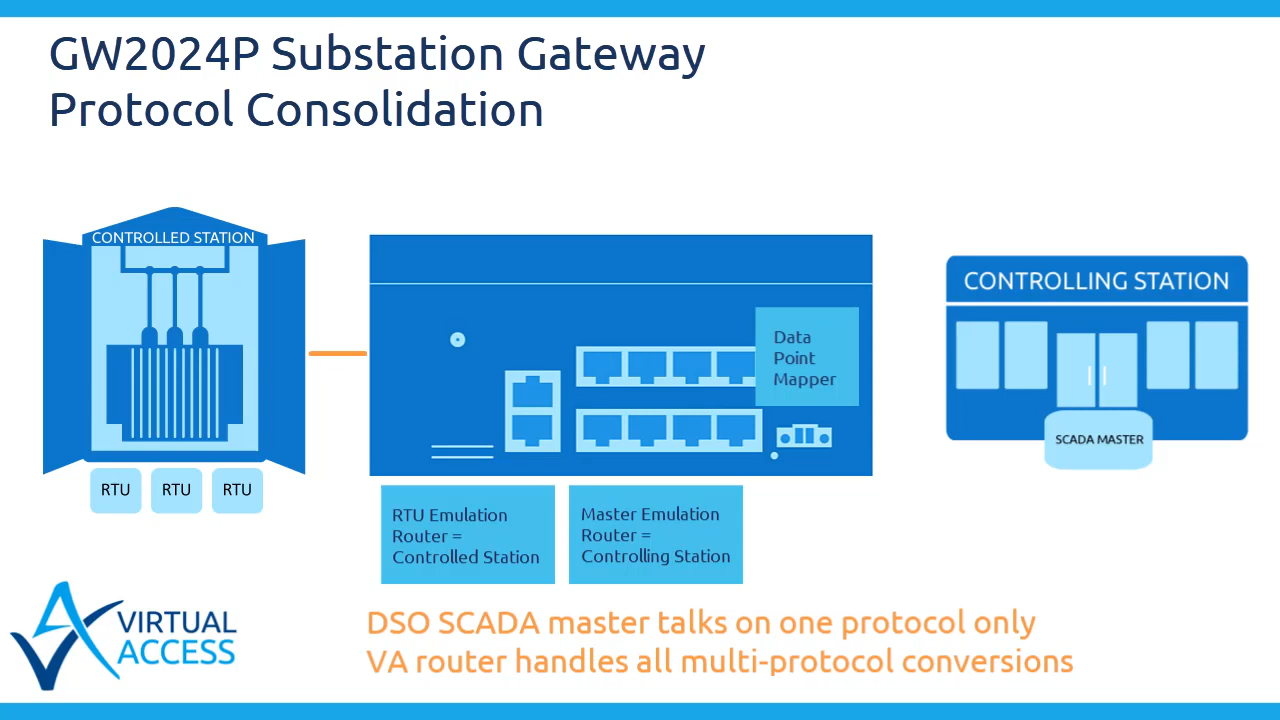 GW2024P Substation Gateway
Protocol Consolidation
CONTROLLED STATION
RTU
RTU
RTU
Data
Point
Mapper
CONTROLLING STATION
SCADA MASTER
RTU Emulation
Router =
Controlled Station
Master Emulation
Router =
Controlling Station
VIRTUAL
ACCESS
DSO SCADA master talks on one protocol only
VA router handles all multi-protocol conversions